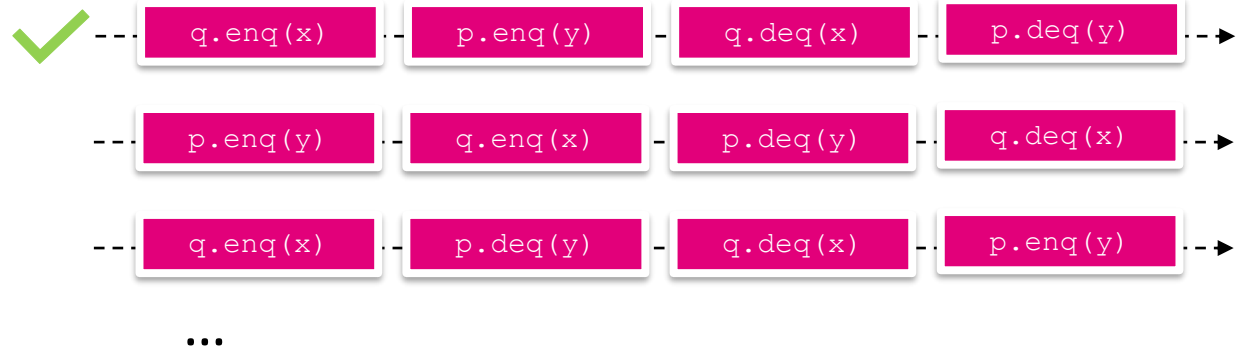 q.enq(x) p.enq(y) q.deq(x) p.deq(y)
p.enq(y) q.enq(x) p.deq(y) q.deq(x)
q.enq(x) p.deq(y) q.deq(x) p.enq(y)
...